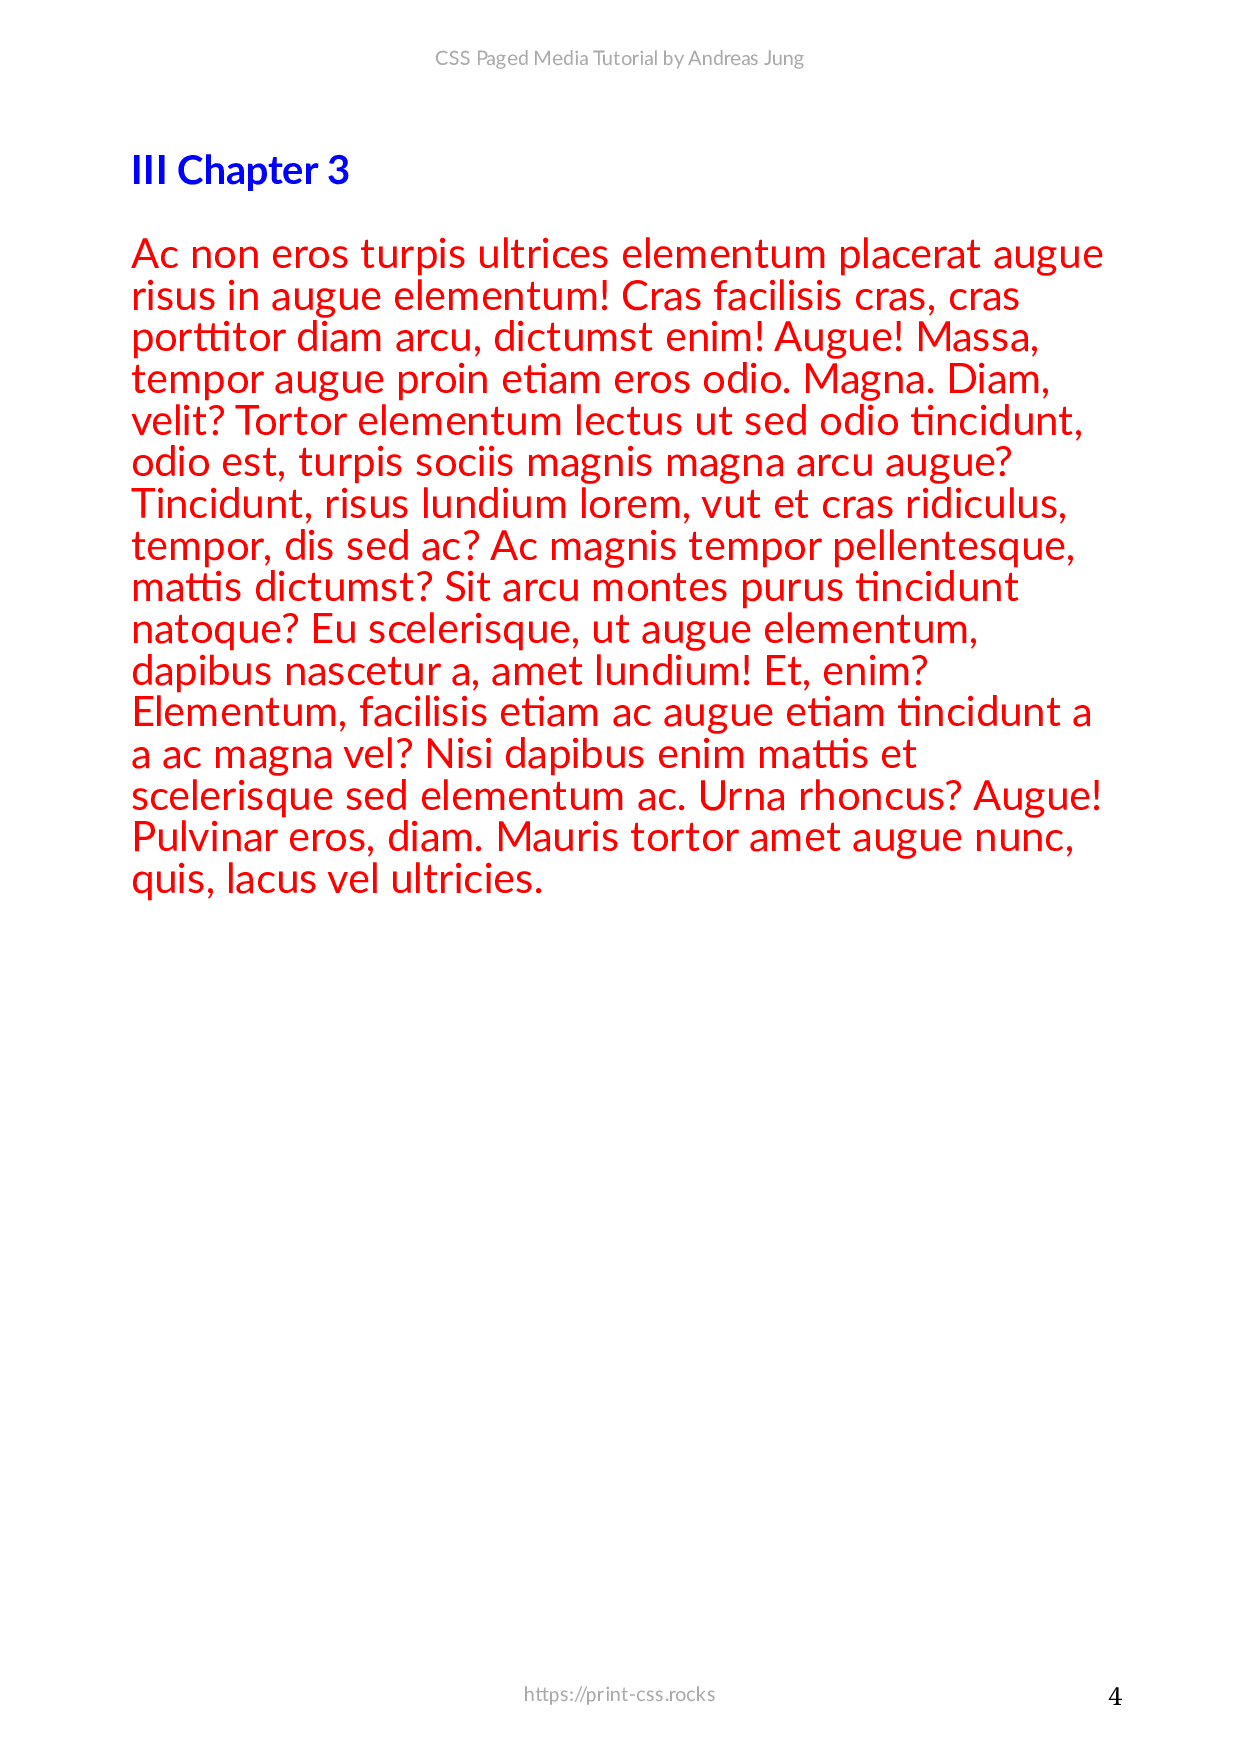 CSS Paged Media Tutorial by Andreas Jung
III Chapter 3
Ac non eros turpis ultrices elementum placerat augue
risus in augue elementum! Cras facilisis cras, cras
porttitor diam arcu, dictumst enim! Augue! Massa,
tempor augue proin etiam eros odio. Magna. Diam,
velit? Tortor elementum lectus ut sed odio tincidunt,
odio est, turpis sociis magnis magna arcu augue?
Tincidunt, risus lundium lorem, vut et cras ridiculus,
tempor, dis sed ac? Ac magnis tempor pellentesque,
mattis dictumst? Sit arcu montes purus tincidunt
natoque? Eu scelerisque, ut augue elementum,
dapibus nascetur a, amet lundium! Et, enim?
Elementum, facilisis etiam ac augue etiam tincidunt a
a ac magna vel? Nisi dapibus enim mattis et
scelerisque sed elementum ac. Urna rhoncus? Augue!
Pulvinar eros, diam. Mauris tortor amet augue nunc,
quis, lacus vel ultricies.
https://print-css.rocks
4